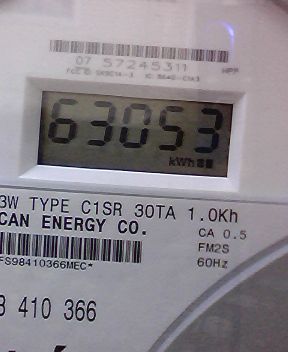 07 57245311
HPP
63053
kWh
3W TYPE C1SR 30TA 1.0Kh
CAN ENERGY CO.
CA 0.5
FM2S
60Hz
FS98410366MEC*
410 366